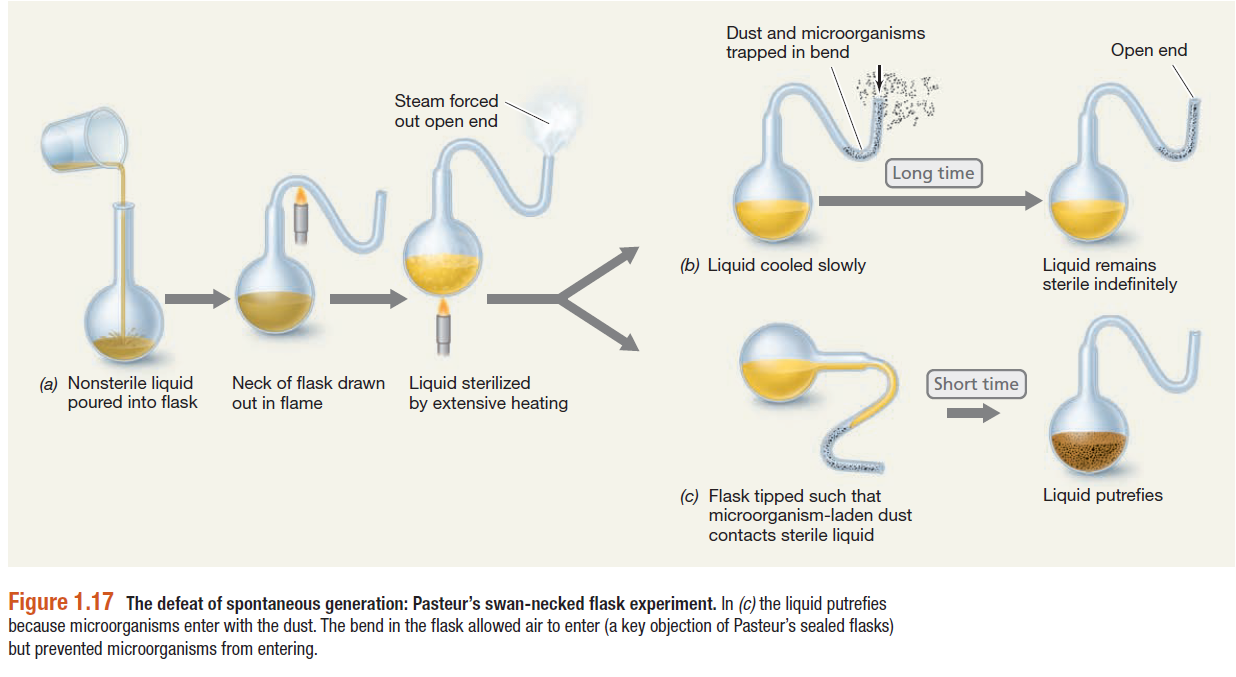 Dust and microorganisms
trapped in bend
Open end
Steam forced
out open end
Long time
(b) Liquid cooled slowly
Liquid remains
sterile indefinitely
(a) Nonsterile liquid
poured into flask
Neck of flask drawn
out in flame
Liquid sterilized
by extensive heating
Short time
(c) Flask tipped such that
microorganism-laden dust
contacts sterile liquid
Liquid putrefies
Figure 1.17 The defeat of spontaneous generation: Pasteur’s swan-necked flask experiment. In (c) the liquid putrefies
because microorganisms enter with the dust. The bend in the flask allowed air to enter (a key objection of Pasteur’s sealed flasks)
but prevented microorganisms from entering.